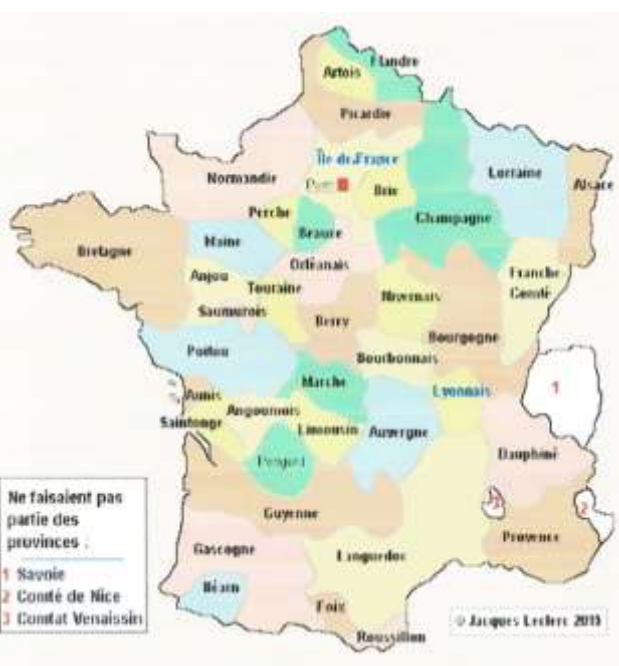 Flandre
Artois
Picardie
Île de France
Normandie
Paris
Brie
Lorraine
Alsace
Perche
Beauce
Champagne
Bretagne
Maine
Orléanais
Anjou
Touraine
Nivernais
Franche
Comté
Saumurois
Berry
Bourgogne
Poitou
Bourbonnais
Marche
Lyonnais
1
Aunis
Angoumois
Saintonge
Limousin
Auvergne
Périgord
Dauphiné
Guyenne
3
2
Provence
Gascogne
Languedoc
Béarn
Foix
Roussillon
Ne faisaient pas
partie des
provinces :
1 Savoie
2 Comté de Nice
3 Comtat Venaissin
© Jacques Leclerc 2015